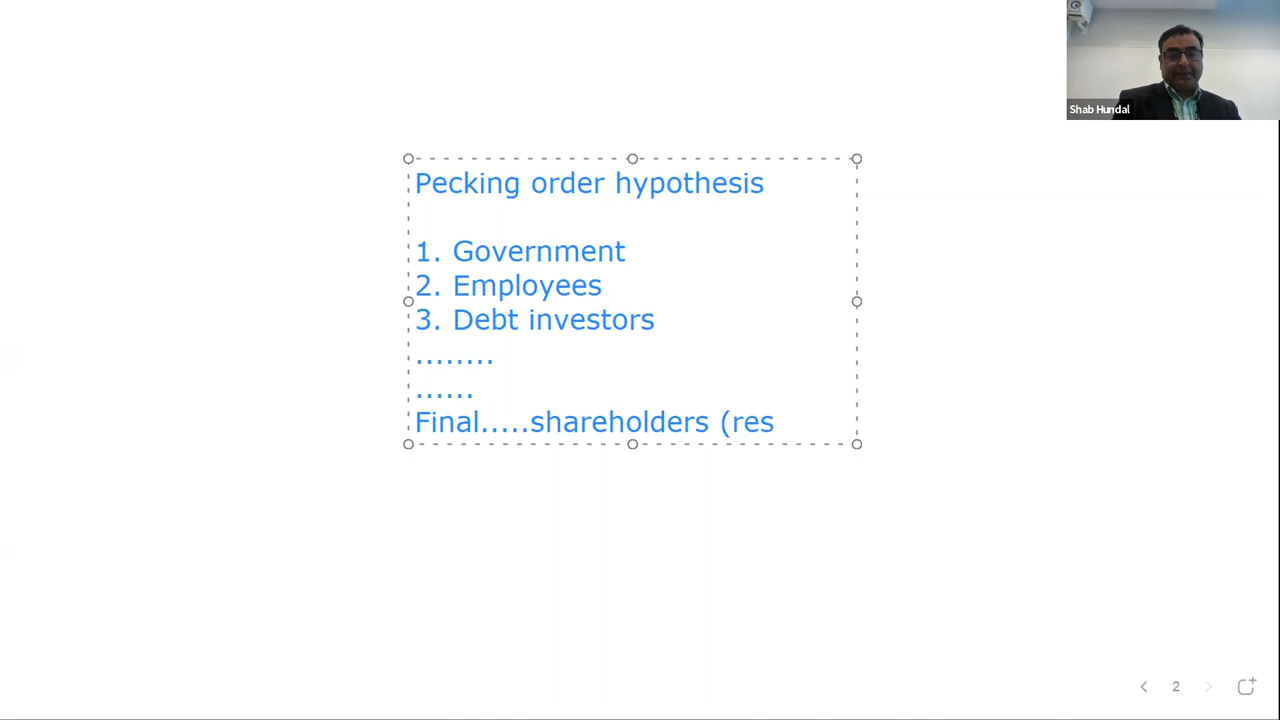 Shab Hundal
Pecking order hypothesis
1. Government
2. Employees
3. Debt investors
........
......
Final.....shareholders (res
2